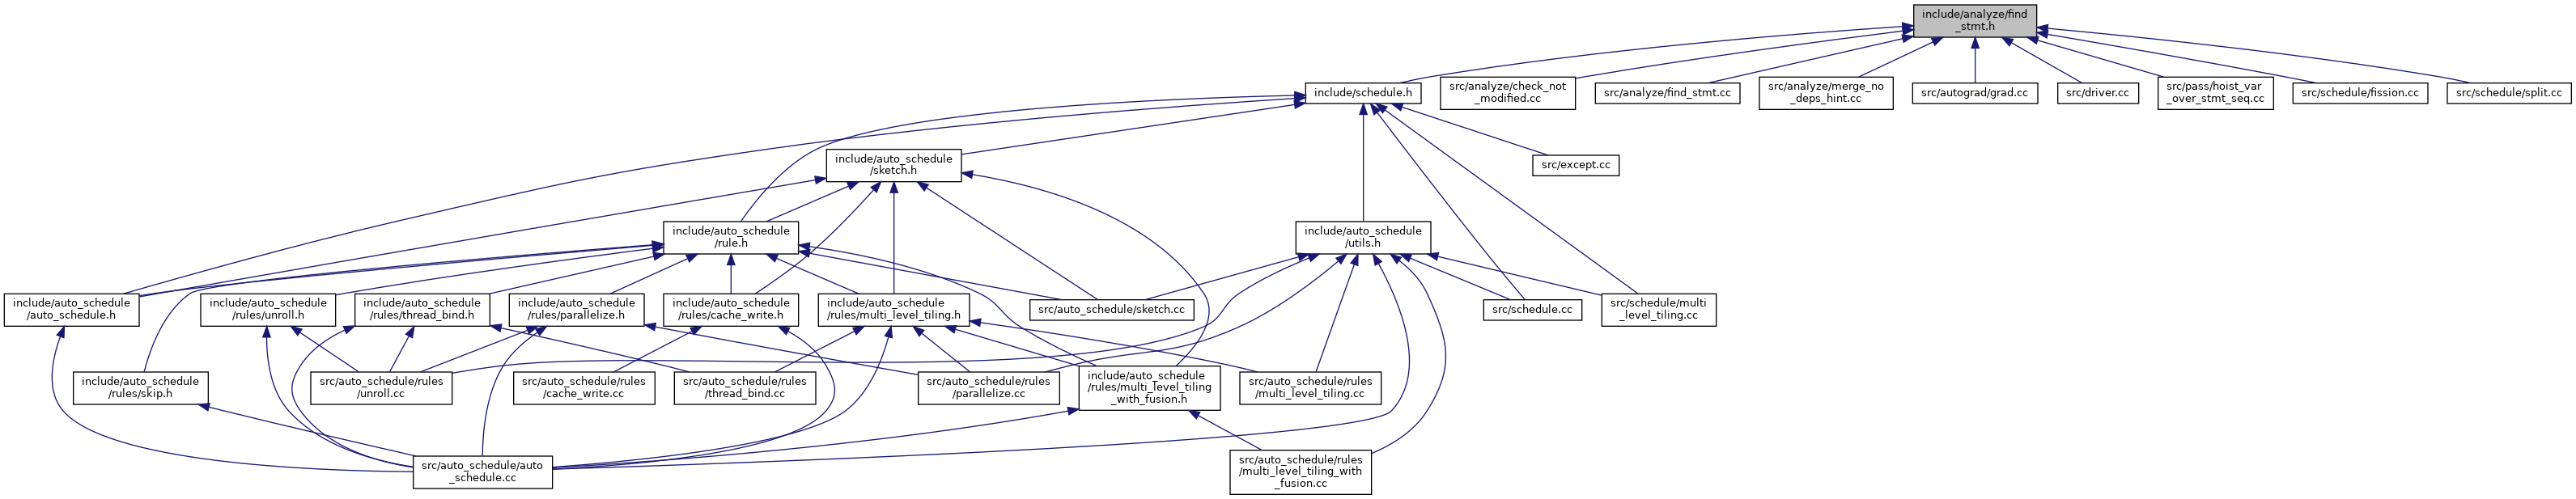 include/analyze/find
_stmt.h
include/schedule.h
src/analyze/check_not
_modified.cc
src/analyze/find_stmt.cc
src/analyze/merge_no
_deps_hint.cc
src/autograd/grad.cc
src/driver.cc
src/pass/hoist_var
_over_stmt_seq.cc
src/schedule/fission.cc
src/schedule/split.cc
include/auto_schedule
/sketch.h
src/except.cc
include/auto_schedule
/rule.h
include/auto_schedule
/utils.h
include/auto_schedule
/auto_schedule.h
include/auto_schedule
/rules/unroll.h
include/auto_schedule
/rules/thread_bind.h
include/auto_schedule
/rules/parallelize.h
include/auto_schedule
/rules/cache_write.h
include/auto_schedule
/rules/multi_level_tiling.h
src/auto_schedule/sketch.cc
src/schedule.cc
src/schedule/multi
_level_tiling.cc
include/auto_schedule
/rules/skip.h
src/auto_schedule/rules
/unroll.cc
src/auto_schedule/rules
/cache_write.cc
src/auto_schedule/rules
/thread_bind.cc
src/auto_schedule/rules
/parallelize.cc
include/auto_schedule
/rules/multi_level_tiling
_with_fusion.h
src/auto_schedule/rules
/multi_level_tiling.cc
src/auto_schedule/auto
_schedule.cc
src/auto_schedule/rules
/multi_level_tiling_with
_fusion.cc